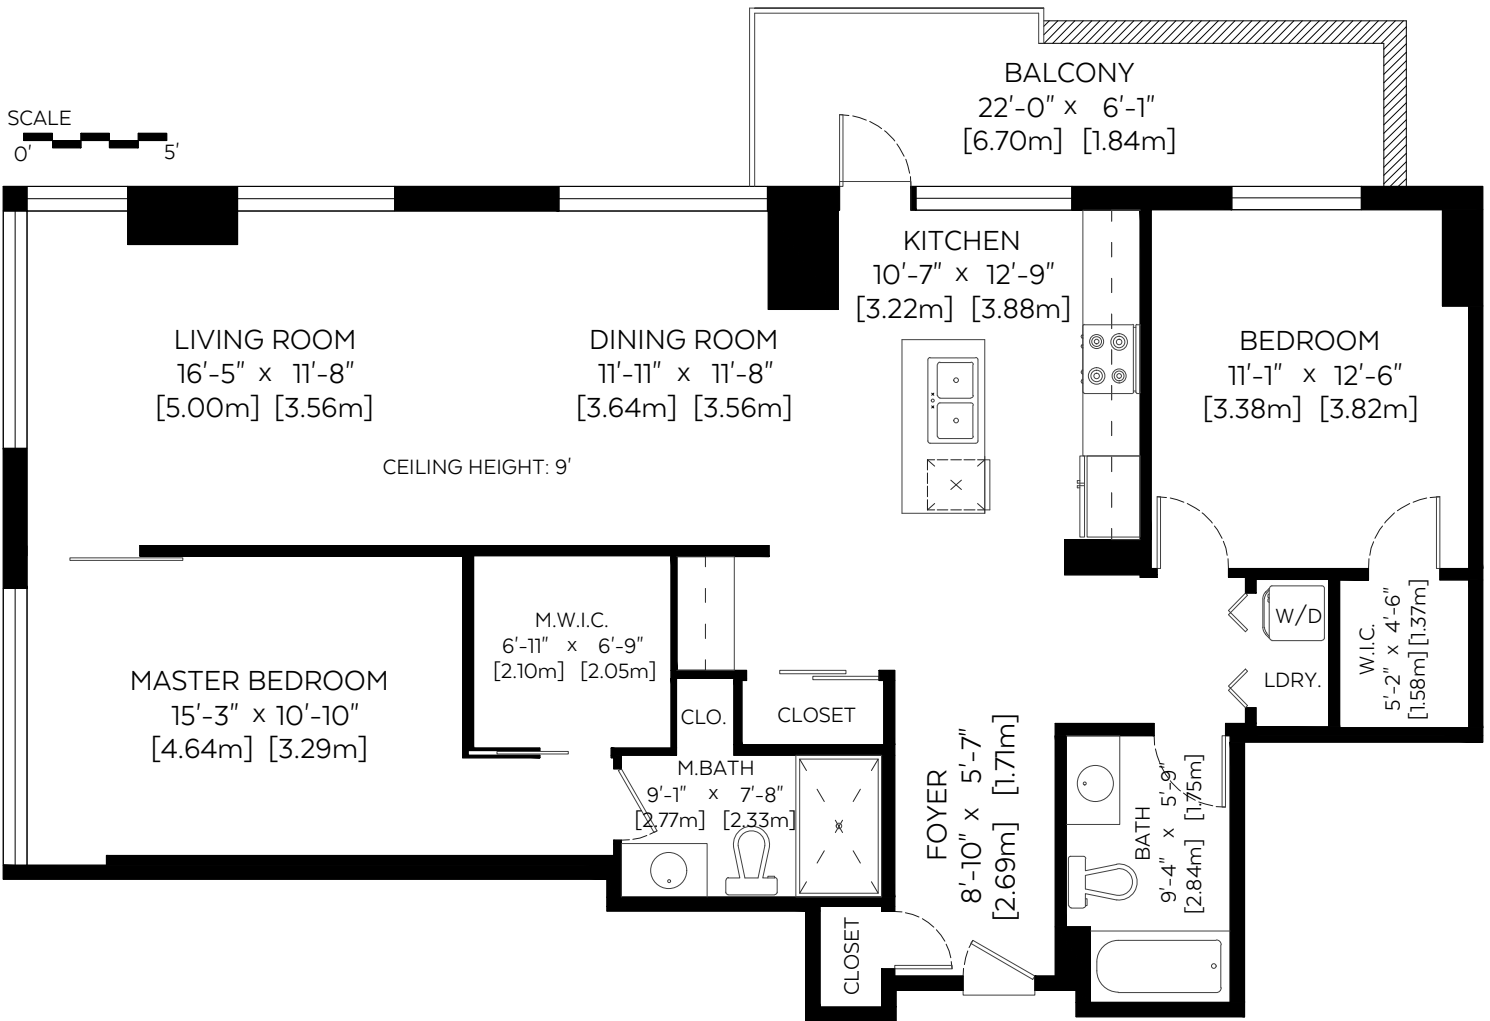 BALCONY
22'-0" x 6'-1"
[6.70m] [1.84m]
SCALE
0' 5'
KITCHEN
10'-7" x 12'-9"
[3.22m] [3.88m]
LIVING ROOM
16'-5" x 11'-8"
[5.00m] [3.56m]
DINING ROOM
11'-11" x 11'-8"
[3.64m] [3.56m]
BEDROOM
11'-1" x 12'-6"
[3.38m] [3.82m]
CEILING HEIGHT: 9'
M.W.I.C.
6'-11" x 6'-9"
[2.10m] [2.05m]
W/D
LDRY.
W.I.C.
5'-2" x 4'-6"
[1.58m] [1.37m]
MASTER BEDROOM
15'-3" x 10'-10"
[4.64m] [3.29m]
CLO.
CLOSET
M.BATH
9'-1" x 7'-8"
[2.77m] [2.33m]
FOYER
8'-10" x 5'-7"
[2.69m] [1.71m]
BATH
9'-4" x 5'-9"
[2.84m] [1.75m]
CLOSET